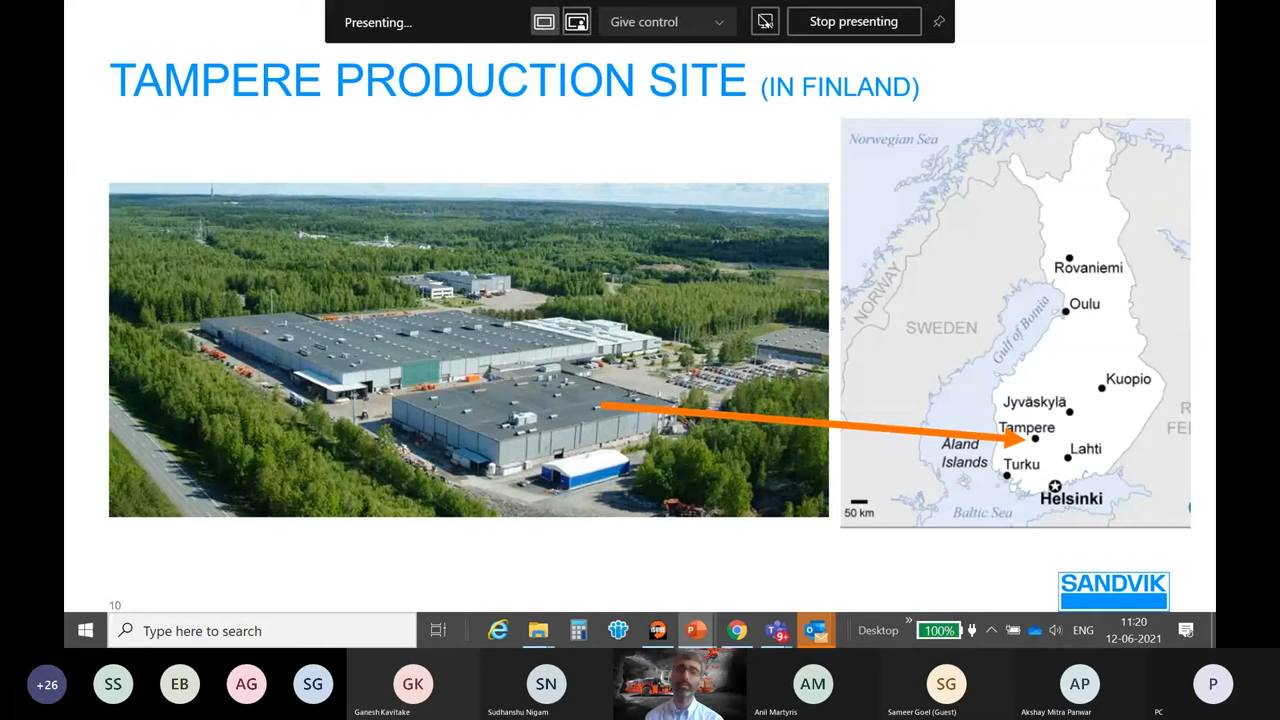 Presenting...
Give control
Stop presenting
TAMPERE PRODUCTION SITE (IN FINLAND)
Norwegian Sea
Rovaniemi
Oulu
NORWAY
SWEDEN
Gulf of Bornia
Kuopio
Jyväskylä
Tampere
R
FE
Åland
Islands
Lahti
Turku
Helsinki
50 km
Baltic Sea
SANDVIK
10
Type here to search
9+
Desktop
100%
ENG
11:20
12-06-2021
+26
SS
EB
AG
SG
GK
Ganesh Kavitake
SN
Sudhanshu Nigam
AM
Anil Martyris
SG
Sameer Goel (Guest)
AP
Akshay Mitra Panwar
P
PC